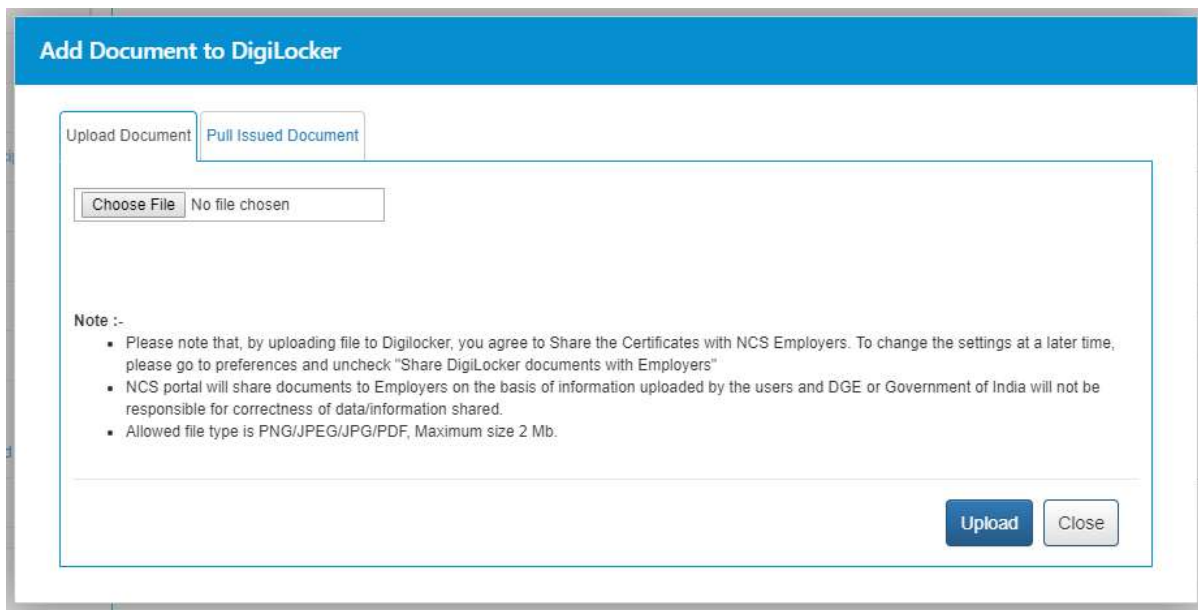 Add Document to DigiLocker
Upload Document Pull Issued Document
Choose File No file chosen
Note :-
Please note that, by uploading file to Digilocker, you agree to Share the Certificates with NCS Employers. To change the settings at a later time,
please go to preferences and uncheck "Share DigiLocker documents with Employers"
NCS portal will share documents to Employers on the basis of information uploaded by the users and DGE or Government of India will not be
responsible for correctness of data/information shared.
Allowed file type is PNG/JPEG/JPG/PDF, Maximum size 2 Mb.
Upload Close